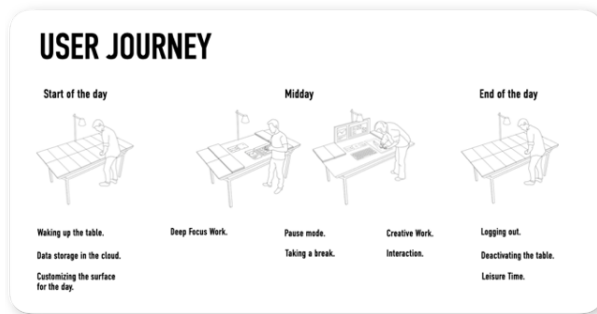 USER JOURNEY
Start of the day
Midday
End of the day
Waking up the table.
Data storage in the cloud.
Customizing the surface
for the day.
Deep Focus Work.
Pause mode.
Taking a break.
Creative Work.
Interaction.
Logging out.
Deactivating the table.
Leisure Time.